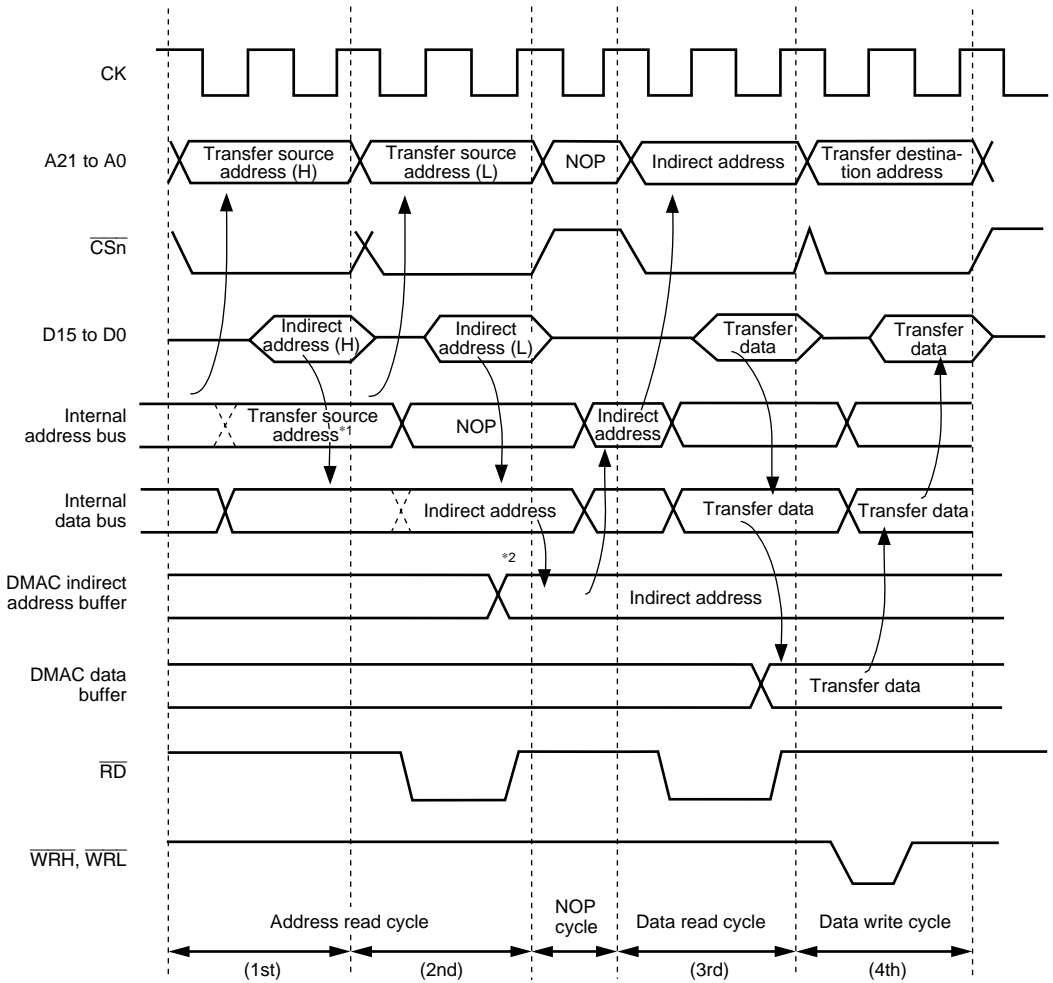 CK
A21 to A0
Transfer source
address (H)
Transfer source
address (L)
NOP
Indirect address
Transfer destina-
tion address
CSn
D15 to D0
Indirect
address (H)
Indirect
address (L)
Transfer
data
Transfer
data
Internal
address bus
Transfer source
address*1
NOP
Indirect
address
Internal
data bus
Indirect address
Transfer data
Transfer data
*2
DMAC indirect
address buffer
Indirect address
DMAC data
buffer
Transfer data
RD
WRH, WRL
Address read cycle
NOP
cycle
Data read cycle
Data write cycle
(1st)
(2nd)
(3rd)
(4th)